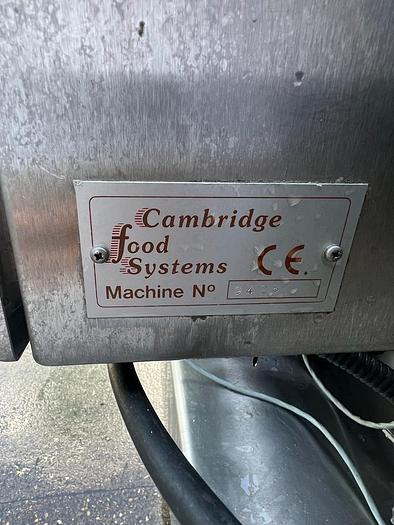 Cambridge
food
Systems
CE.
Machine Nº